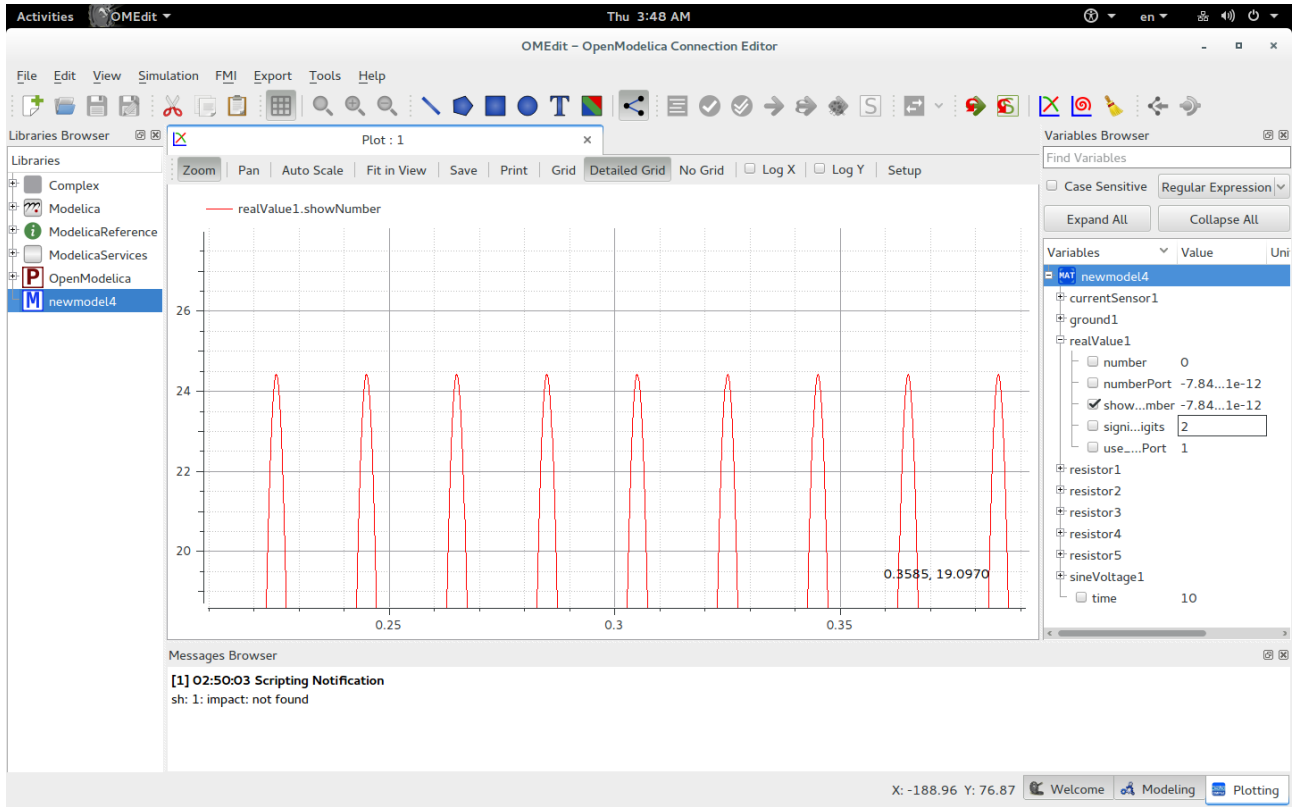 Activities OMEdit Thu 3:48 AM en
OMEdit – OpenModelica Connection Editor
File Edit View Simulation FMI Export Tools Help
T S S
Libraries Browser
Plot : 1
Variables Browser
Libraries
Complex
Modelica
ModelicaReference
ModelicaServices
P OpenModelica
M newmodel4
Zoom Pan Auto Scale Fit in View Save Print Grid Detailed Grid No Grid Log X Log Y Setup
realValue1.showNumber
26
24
22
20
0.3585, 19.0970
0.25 0.3 0.35
Find Variables
Case Sensitive Regular Expression
Expand All Collapse All
Variables Value Uni
MAT newmodel4
currentSensor1
ground1
realValue1
number 0
numberPort -7.84...1e-12
show...mber -7.84...1e-12
signi...igits 2
use_...Port 1
resistor1
resistor2
resistor3
resistor4
resistor5
sineVoltage1
time 10
Messages Browser
[1] 02:50:03 Scripting Notification
sh: 1: impact: not found
X: -188.96 Y: 76.87 Welcome Modeling Plotting